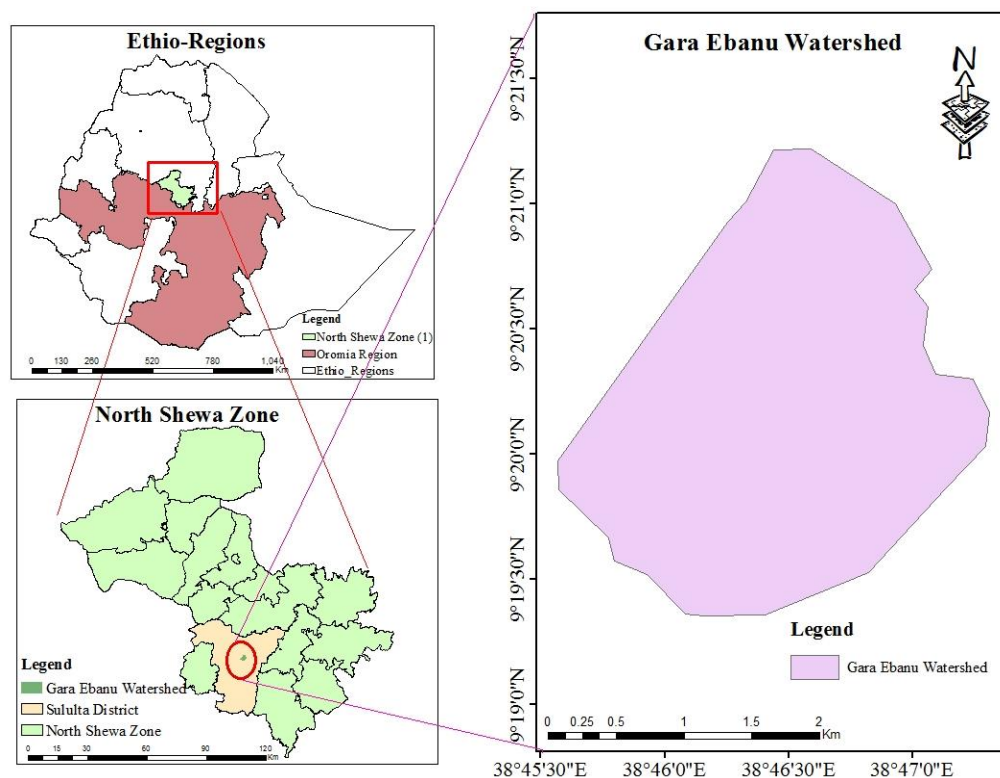 Ethio-Regions
Legend
North Shewa Zone (1)
Oromia Region
Ethio_Regions
0 130 260 520 780 1,040
Km
North Shewa Zone
Legend
Gara Ebanu Watershed
Sululta District
North Shewa Zone
0 15 30 60 90 120
Km
Gara Ebanu Watershed
N
9°21'30"N
9°21'0"N
9°20'30"N
9°20'0"N
9°19'30"N
9°19'0"N
Legend
Gara Ebanu Watershed
0 0.25 0.5 1 1.5 2
Km
38°45'30"E 38°46'0"E 38°46'30"E 38°47'0"E